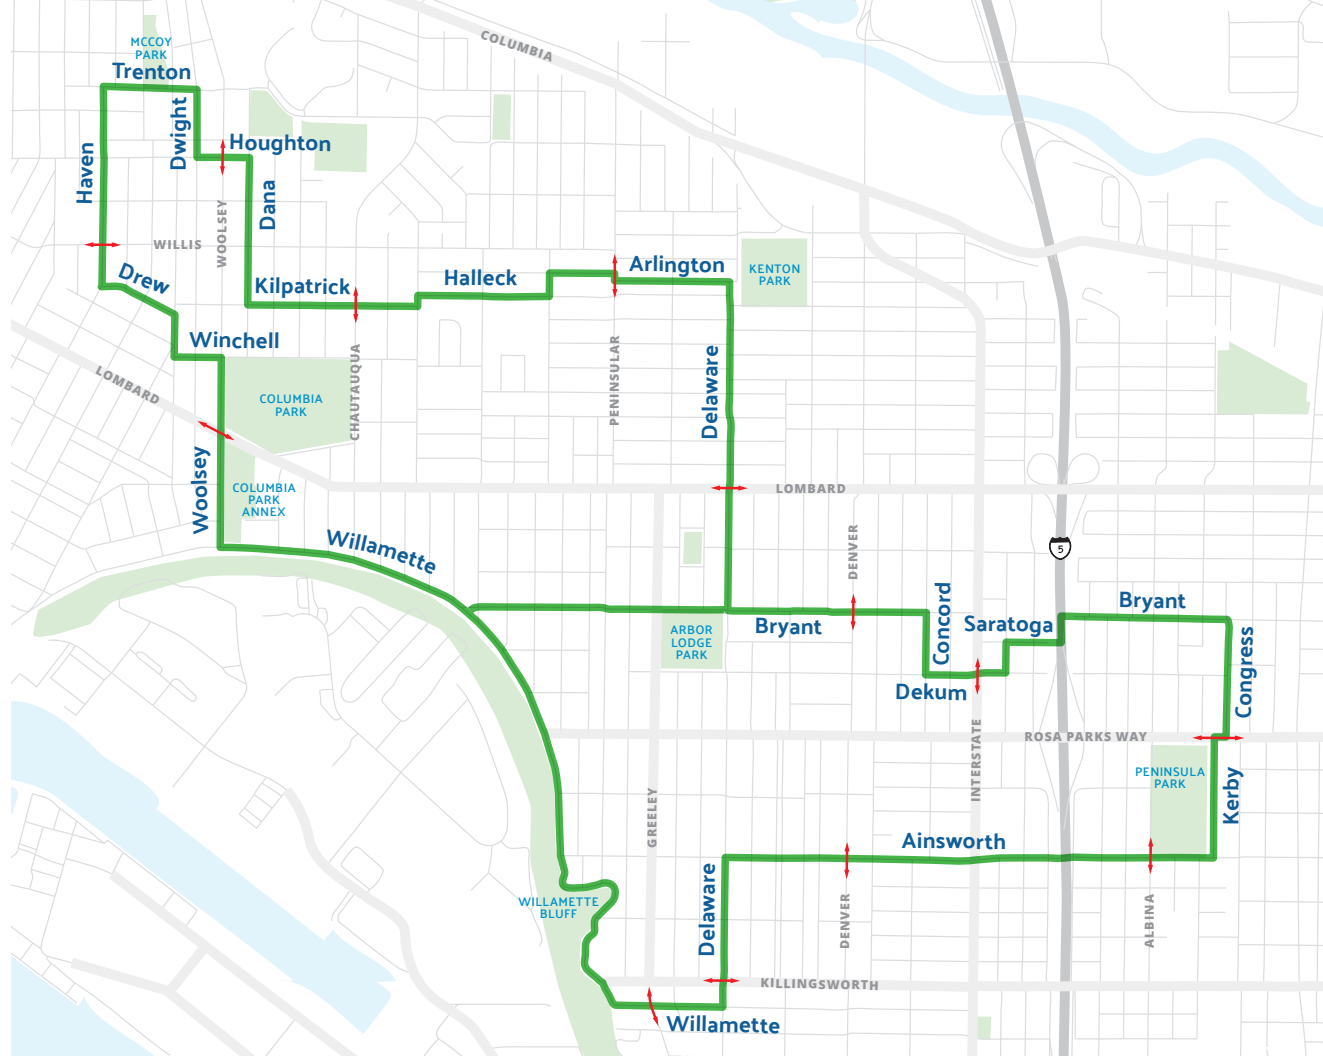 COLUMBIA
MCCOY
PARK
Trenton
Dwight
Houghton
Haven
Dana
WOOLSEY
WILLIS
Drew
Kilpatrick
Halleck
Arlington
KENTON
PARK
Winchell
LOMBARD
COLUMBIA
PARK
CHAUTAUQUA
PENINSULAR
Delaware
Woolsey
COLUMBIA
PARK
ANNEX
LOMBARD
Willamette
DENVER
5
Concord
Saratoga
Bryant
Bryant
ARBOR
LODGE
PARK
Dekum
Congress
ROSA PARKS WAY
INTERSTATE
PENINSULA
PARK
Kerby
GREELEY
Ainsworth
WILLAMETTE
BLUFF
Delaware
DENVER
ALBINA
KILLINGSWORTH
Willamette